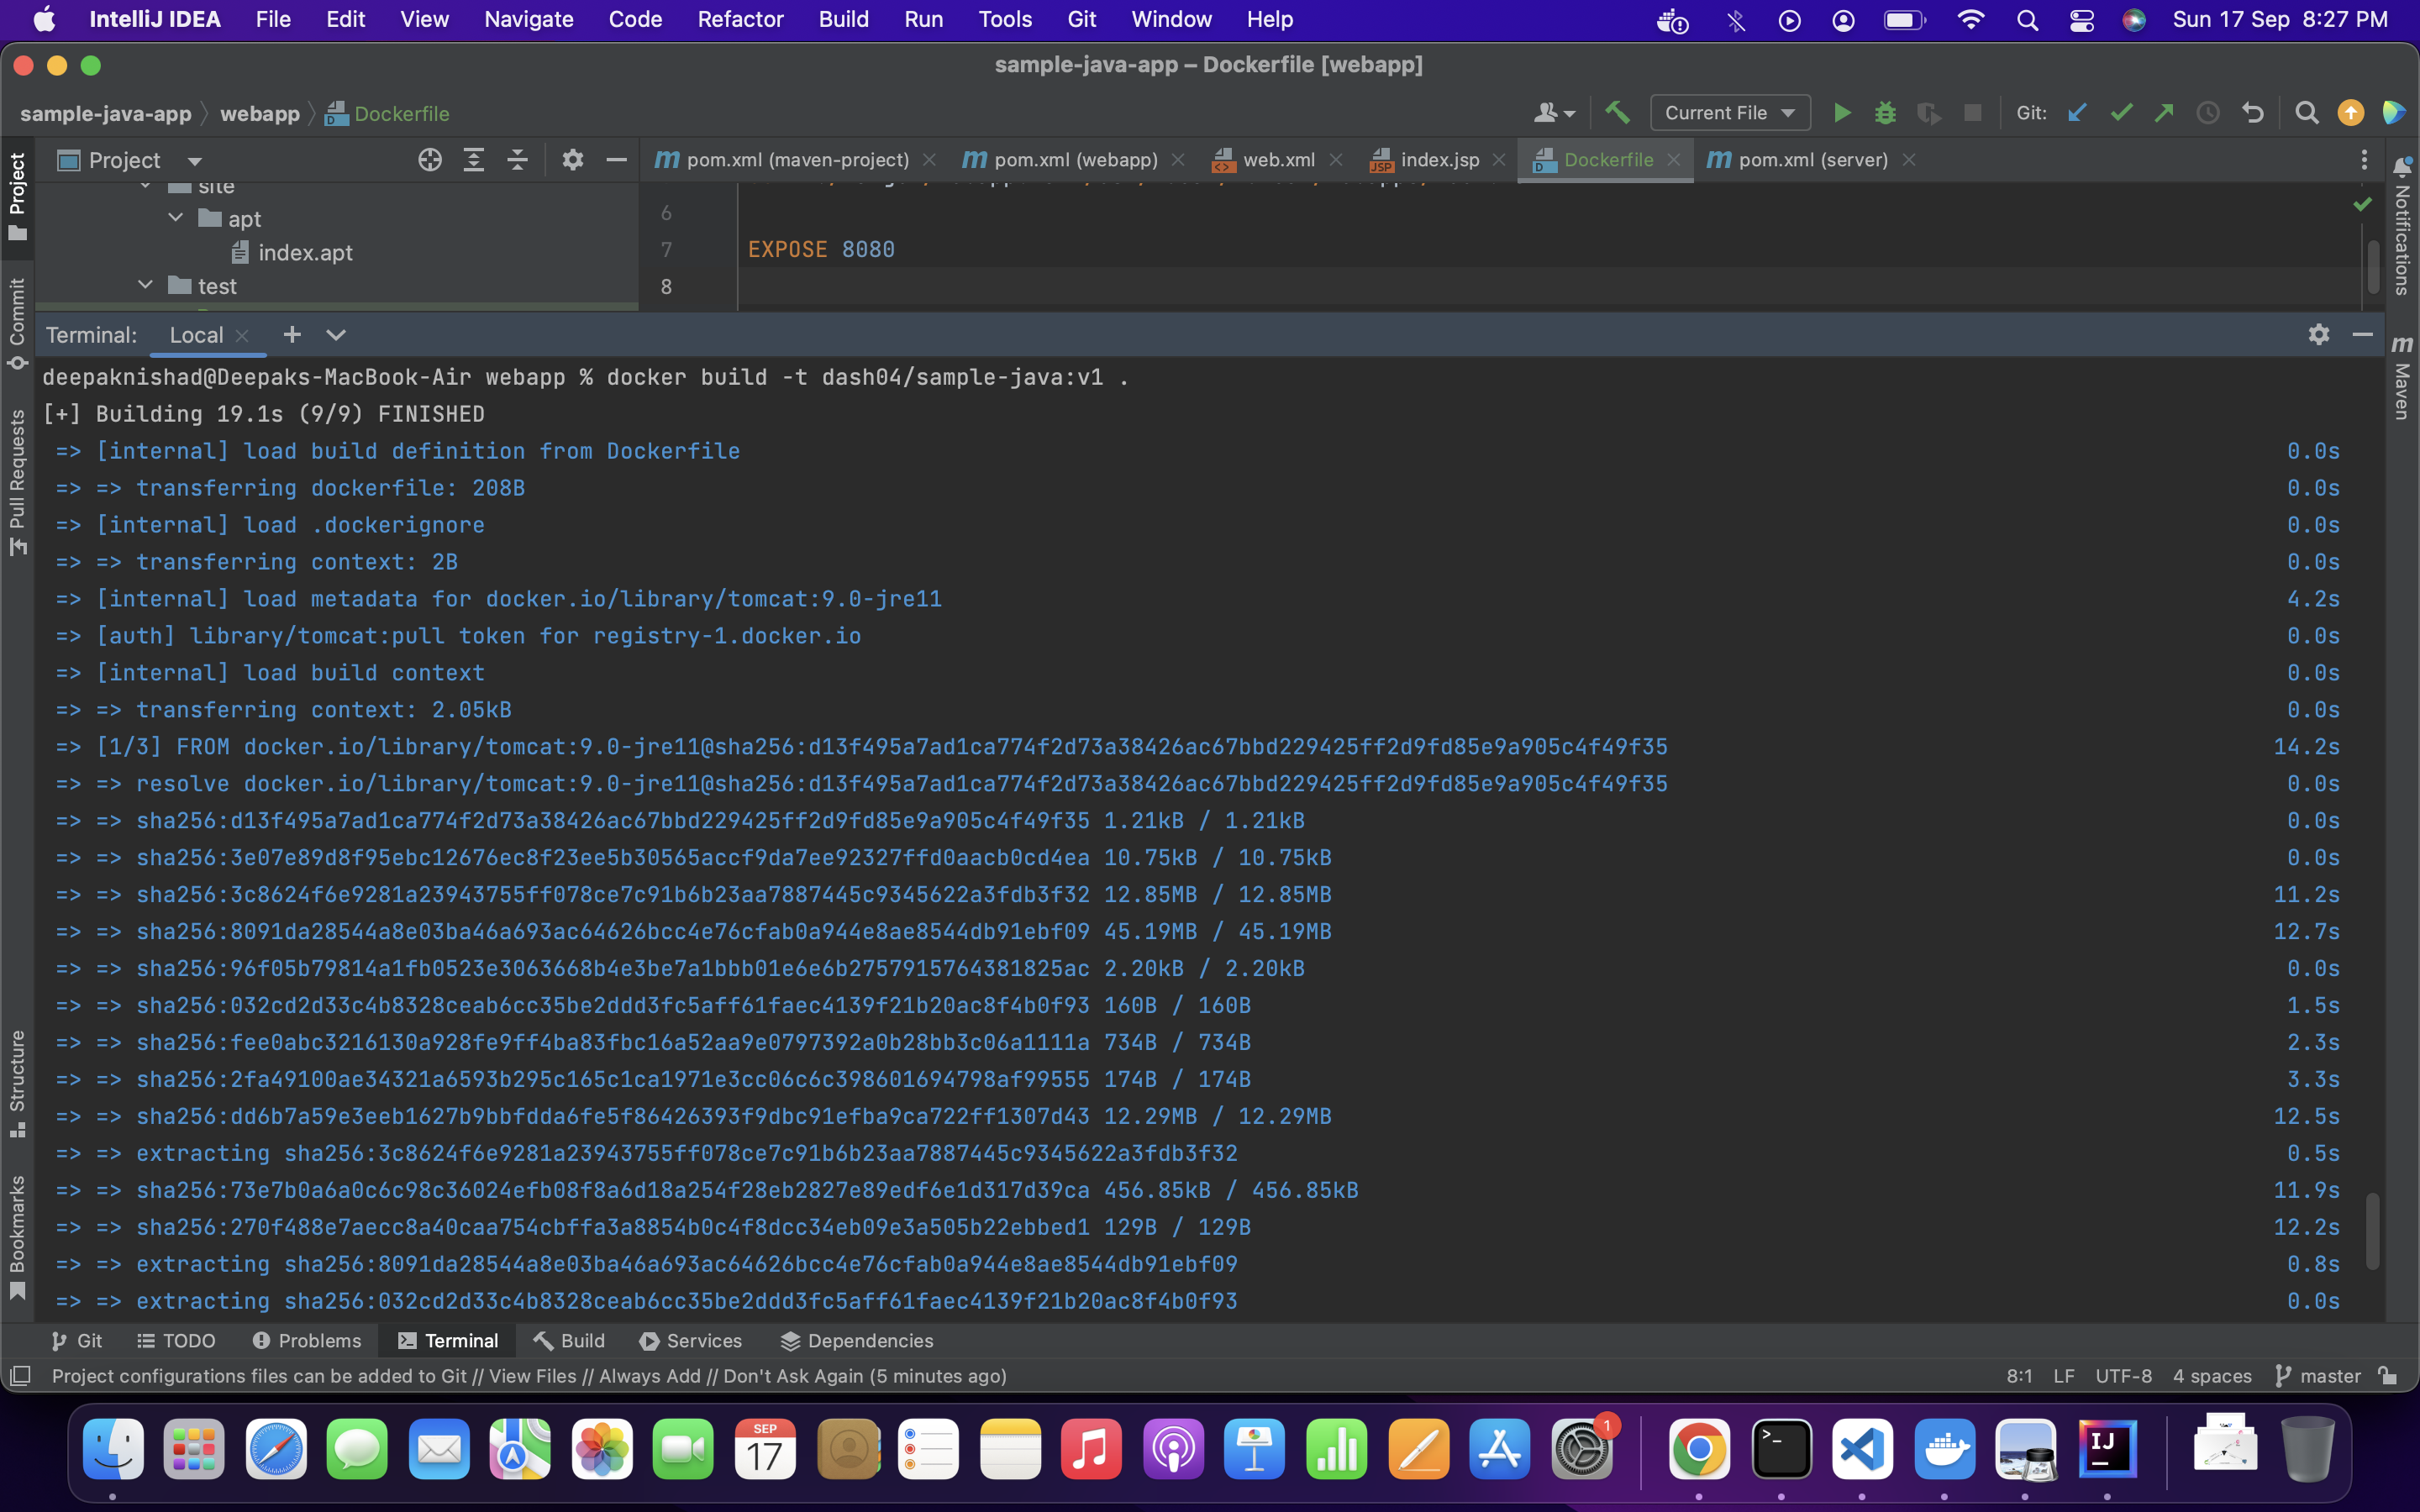 IntelliJ IDEA File Edit View Navigate Code Refactor Build Run Tools Git Window Help Sun 17 Sep 8:27 PM
sample-java-app – Dockerfile [webapp]
sample-java-app webapp Dockerfile Current File Git:
Project pom.xml (maven-project) pom.xml (webapp) web.xml index.jsp Dockerfile pom.xml (server)
site
apt
index.apt
test
6
7 EXPOSE 8080
8
Project
Commit
Pull Requests
Structure
Bookmarks
Notifications
Maven
Terminal: Local
deepaknishad@Deepaks-MacBook-Air webapp % docker build -t dash04/sample-java:v1 .
[+] Building 19.1s (9/9) FINISHED
=> [internal] load build definition from Dockerfile 0.0s
=> => transferring dockerfile: 208B 0.0s
=> [internal] load .dockerignore 0.0s
=> => transferring context: 2B 0.0s
=> [internal] load metadata for docker.io/library/tomcat:9.0-jre11 4.2s
=> [auth] library/tomcat:pull token for registry-1.docker.io 0.0s
=> [internal] load build context 0.0s
=> => transferring context: 2.05kB 0.0s
=> [1/3] FROM docker.io/library/tomcat:9.0-jre11@sha256:d13f495a7ad1ca774f2d73a38426ac67bbd229425ff2d9fd85e9a905c4f49f35 14.2s
=> => resolve docker.io/library/tomcat:9.0-jre11@sha256:d13f495a7ad1ca774f2d73a38426ac67bbd229425ff2d9fd85e9a905c4f49f35 0.0s
=> => sha256:d13f495a7ad1ca774f2d73a38426ac67bbd229425ff2d9fd85e9a905c4f49f35 1.21kB / 1.21kB 0.0s
=> => sha256:3e07e89d8f95ebc12676ec8f23ee5b30565accf9da7ee92327ffd0aacb0cd4ea 10.75kB / 10.75kB 0.0s
=> => sha256:3c8624f6e9281a23943755ff078ce7c91b6b23aa7887445c9345622a3fdb3f32 12.85MB / 12.85MB 11.2s
=> => sha256:8091da28544a8e03ba46a693ac64626bcc4e76cfab0a944e8ae8544db91ebf09 45.19MB / 45.19MB 12.7s
=> => sha256:96f05b79814a1fb0523e3063668b4e3be7a1bbb01e6e6b2757915764381825ac 2.20kB / 2.20kB 0.0s
=> => sha256:032cd2d33c4b8328ceab6cc35be2ddd3fc5aff61faec4139f21b20ac8f4b0f93 160B / 160B 1.5s
=> => sha256:fee0abc3216130a928fe9ff4ba83fbc16a52aa9e0797392a0b28bb3c06a1111a 734B / 734B 2.3s
=> => sha256:2fa49100ae34321a6593b295c165c1ca1971e3cc06c6c398601694798af99555 174B / 174B 3.3s
=> => sha256:dd6b7a59e3eeb1627b9bbfdda6fe5f86426393f9dbc91efba9ca722ff1307d43 12.29MB / 12.29MB 12.5s
=> => extracting sha256:3c8624f6e9281a23943755ff078ce7c91b6b23aa7887445c9345622a3fdb3f32 0.5s
=> => sha256:73e7b0a6a0c6c98c36024efb08f8a6d18a254f28eb2827e89edf6e1d317d39ca 456.85kB / 456.85kB 11.9s
=> => sha256:270f488e7aecc8a40caa754cbffa3a8854b0c4f8dcc34eb09e3a505b22ebbed1 129B / 129B 12.2s
=> => extracting sha256:8091da28544a8e03ba46a693ac64626bcc4e76cfab0a944e8ae8544db91ebf09 0.8s
=> => extracting sha256:032cd2d33c4b8328ceab6cc35be2ddd3fc5aff61faec4139f21b20ac8f4b0f93 0.0s
Git TODO Problems Terminal Build Services Dependencies
Project configurations files can be added to Git // View Files // Always Add // Don't Ask Again (5 minutes ago) 8:1 LF UTF-8 4 spaces master
SEP
17
1
IJ